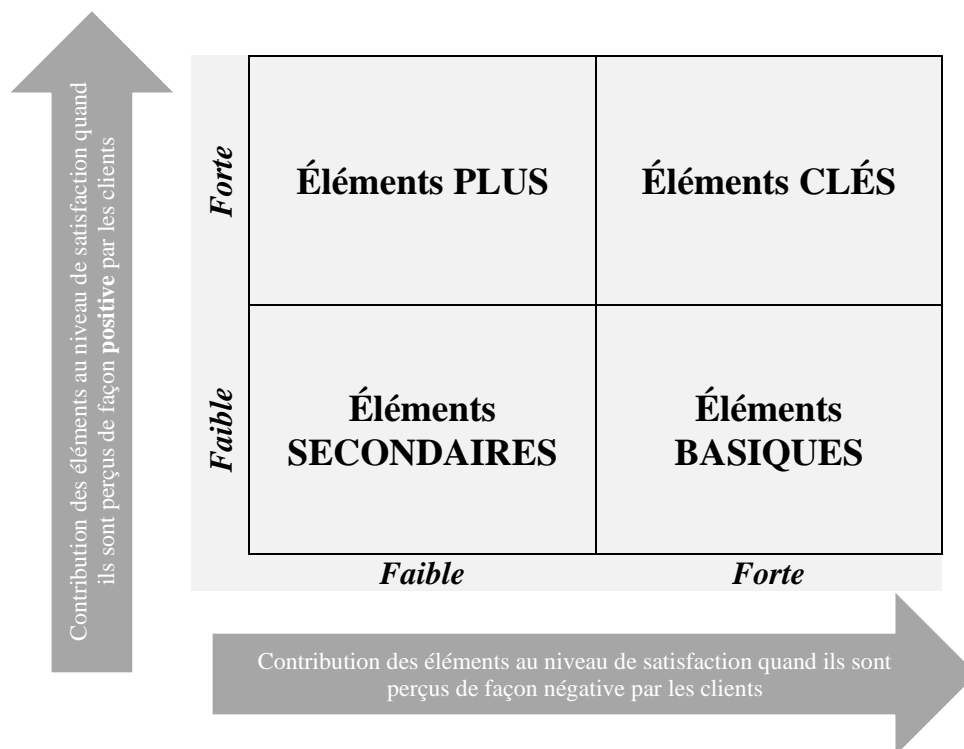 Contribution des éléments au niveau de satisfaction quand
ils sont perçus de façon positive par les clients
Forte
Éléments PLUS
Éléments CLÉS
Faible
Éléments
SECONDAIRES
Éléments
BASIQUES
Faible
Forte
Contribution des éléments au niveau de satisfaction quand ils sont
perçus de façon négative par les clients